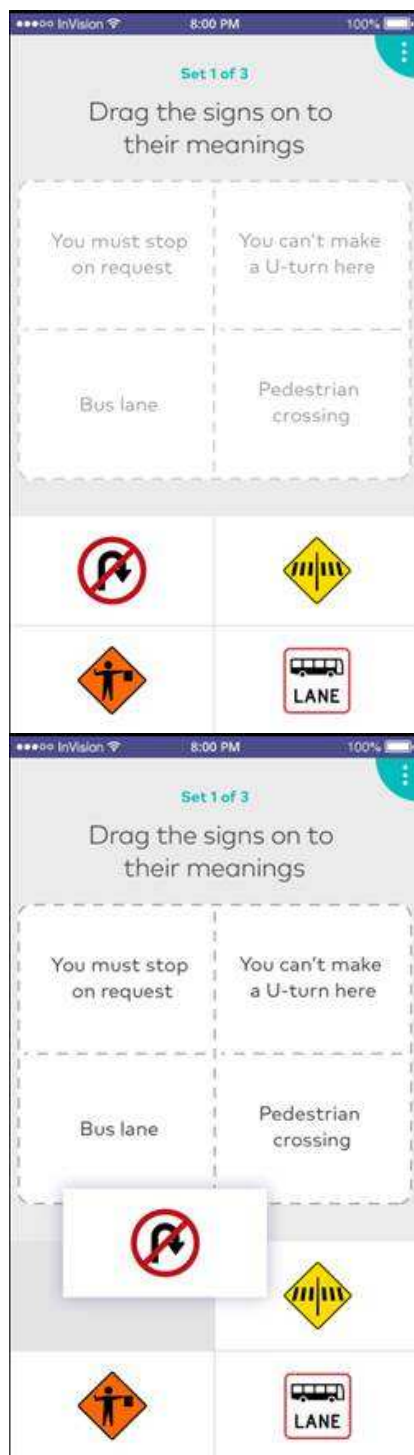 InVision 8:00 PM 100%
Set 1 of 3
Drag the signs on to
their meanings
You must stop
on request
You can't make
a U-turn here
Bus lane
Pedestrian
crossing
LANE
InVision 8:00 PM 100%
Set 1 of 3
Drag the signs on to
their meanings
You must stop
on request
You can't make
a U-turn here
Bus lane
Pedestrian
crossing
LANE